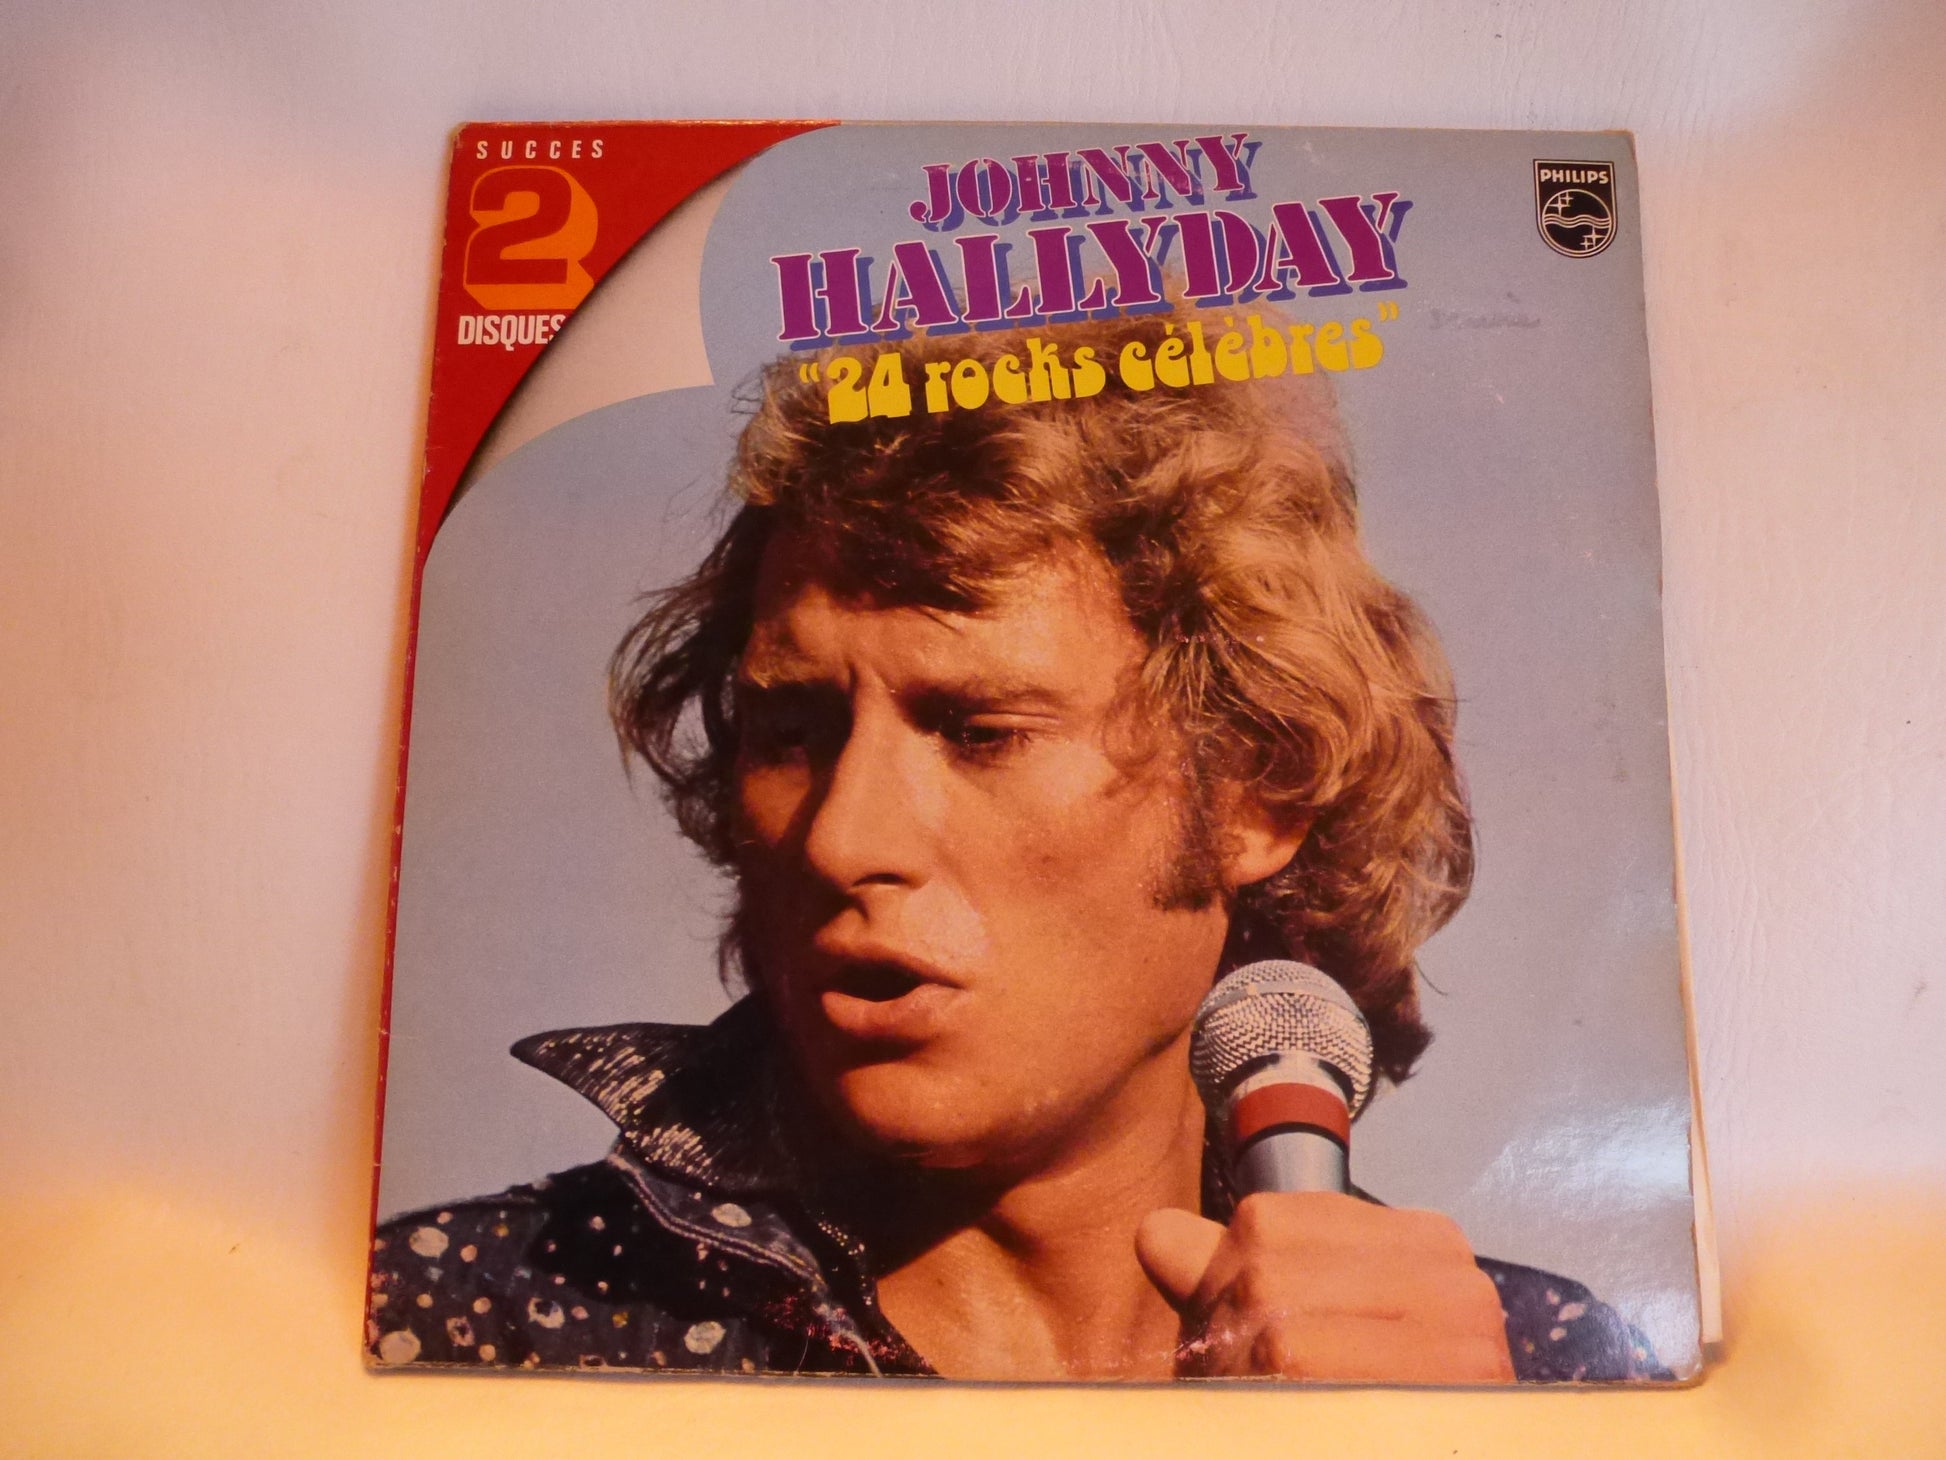 SUCCES
2
DISQUES
JOHNNY
HALLYDAY
“24 rocks célèbres”
PHILIPS